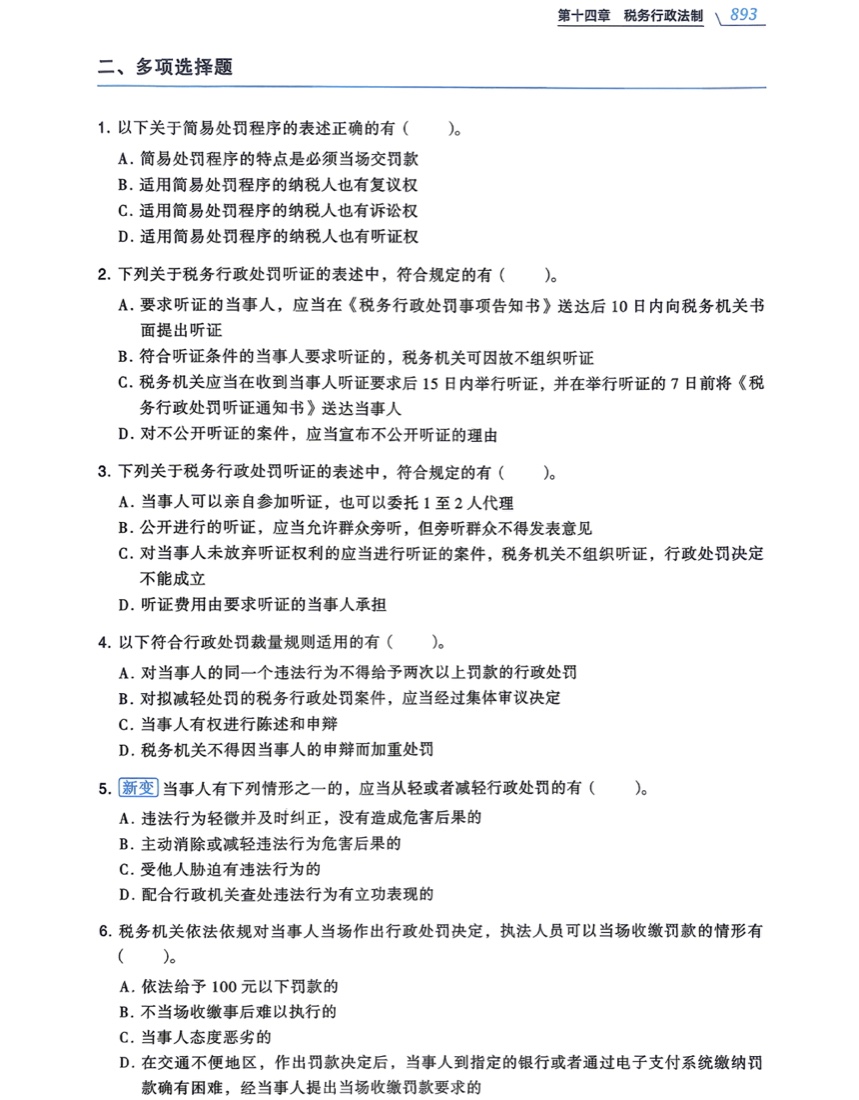 第十四章 税务行政法制 893
二、多项选择题
1. 以下关于简易处罚程序的表述正确的有（ ）。
A. 简易处罚程序的特点是必须当场交罚款
B. 适用简易处罚程序的纳税人也有复议权
C. 适用简易处罚程序的纳税人也有诉讼权
D. 适用简易处罚程序的纳税人也有听证权
2. 下列关于税务行政处罚听证的表述中，符合规定的有（ ）。
A. 要求听证的当事人，应当在《税务行政处罚事项告知书》送达后 10 日内向税务机关书
面提出听证
B. 符合听证条件的当事人要求听证的，税务机关可因故不组织听证
C. 税务机关应当在收到当事人听证要求后 15 日内举行听证，并在举行听证的 7 日前将《税
务行政处罚听证通知书》送达当事人
D. 对不公开听证的案件，应当宣布不公开听证的理由
3. 下列关于税务行政处罚听证的表述中，符合规定的有（ ）。
A. 当事人可以亲自参加听证，也可以委托 1 至 2 人代理
B. 公开进行的听证，应当允许群众旁听，但旁听群众不得发表意见
C. 对当事人未放弃听证权利的应当进行听证的案件，税务机关不组织听证，行政处罚决定
不能成立
D. 听证费用由要求听证的当事人承担
4. 以下符合行政处罚裁量规则适用的有（ ）。
A. 对当事人的同一个违法行为不得给予两次以上罚款的行政处罚
B. 对拟减轻处罚的税务行政处罚案件，应当经过集体审议决定
C. 当事人有权进行陈述和申辩
D. 税务机关不得因当事人的申辩而加重处罚
5. 新变 当事人有下列情形之一的，应当从轻或者减轻行政处罚的有（ ）。
A. 违法行为轻微并及时纠正，没有造成危害后果的
B. 主动消除或减轻违法行为危害后果的
C. 受他人胁迫有违法行为的
D. 配合行政机关查处违法行为有立功表现的
6. 税务机关依法依规对当事人当场作出行政处罚决定，执法人员可以当场收缴罚款的情形有
（ ）。
A. 依法给予 100 元以下罚款的
B. 不当场收缴事后难以执行的
C. 当事人态度恶劣的
D. 在交通不便地区，作出罚款决定后，当事人到指定的银行或者通过电子支付系统缴纳罚
款确有困难，经当事人提出当场收缴罚款要求的